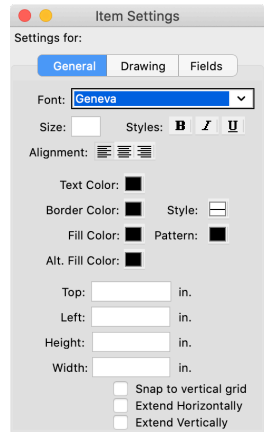 Item Settings
Settings for:
General Drawing Fields
Font: Geneva
Size: Styles: B I U
Alignment:
Text Color:
Border Color: Style:
Fill Color: Pattern:
Alt. Fill Color:
Top: in.
Left: in.
Height: in.
Width: in.
Snap to vertical grid
Extend Horizontally
Extend Vertically